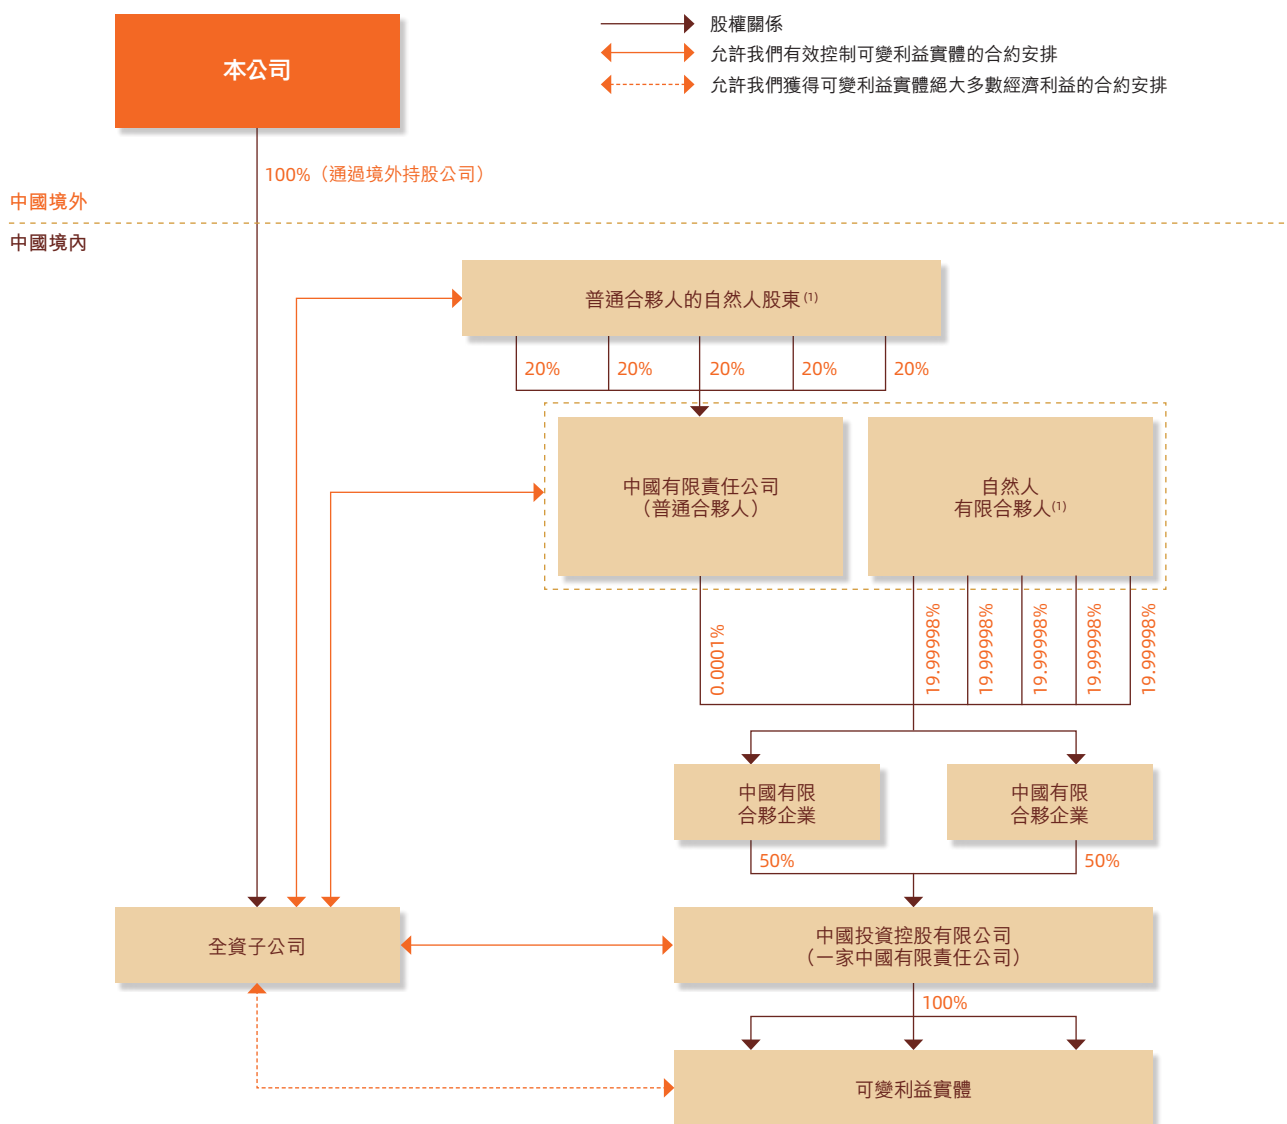 本公司
股權關係
允許我們有效控制可變利益實體的合約安排
允許我們獲得可變利益實體絕大多數經濟利益的合約安排
100%（通過境外持股公司）
中國境外
中國境內
普通合夥人的自然人股東(1)
20%
20%
20%
20%
20%
中國有限責任公司
（普通合夥人）
自然人
有限合夥人(1)
0.0001%
19.99998%
19.99998%
19.99998%
19.99998%
19.99998%
中國有限
合夥企業
中國有限
合夥企業
50%
50%
全資子公司
中國投資控股有限公司
（一家中國有限責任公司）
100%
可變利益實體